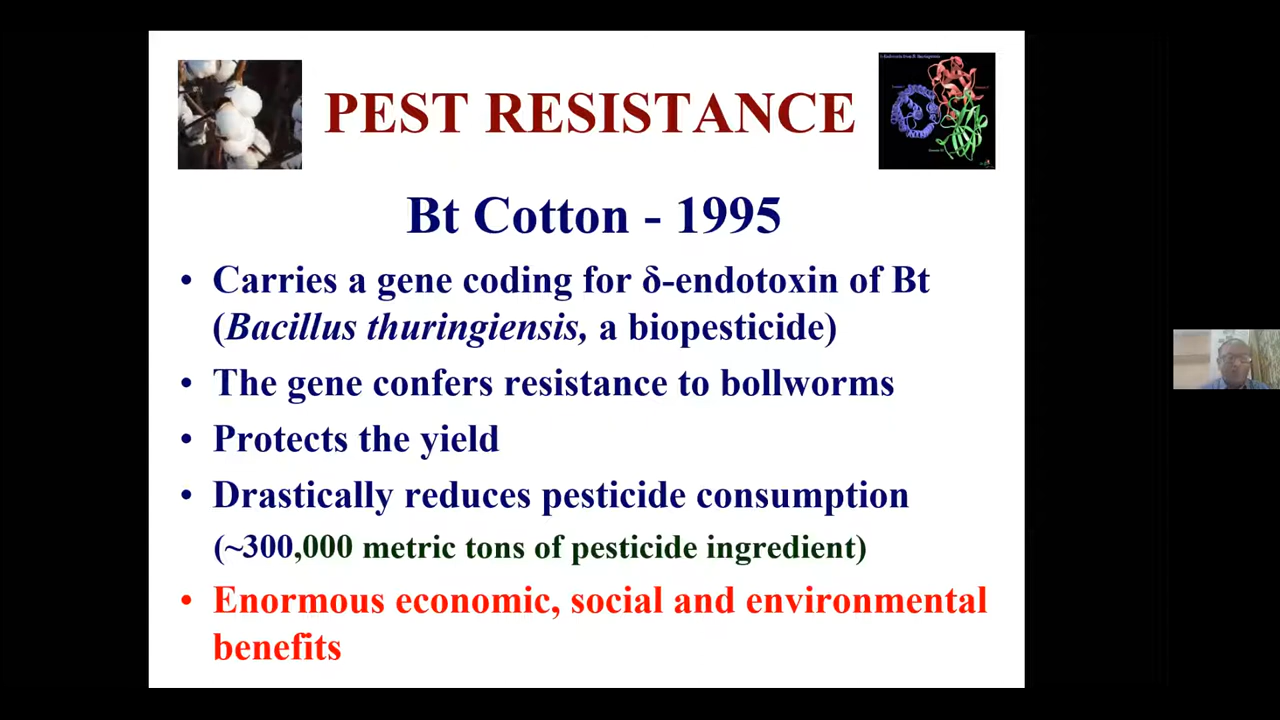 PEST RESISTANCE
Bt Cotton - 1995
• Carries a gene coding for δ-endotoxin of Bt
(Bacillus thuringiensis, a biopesticide)
• The gene confers resistance to bollworms
• Protects the yield
• Drastically reduces pesticide consumption
(~300,000 metric tons of pesticide ingredient)
• Enormous economic, social and environmental
benefits